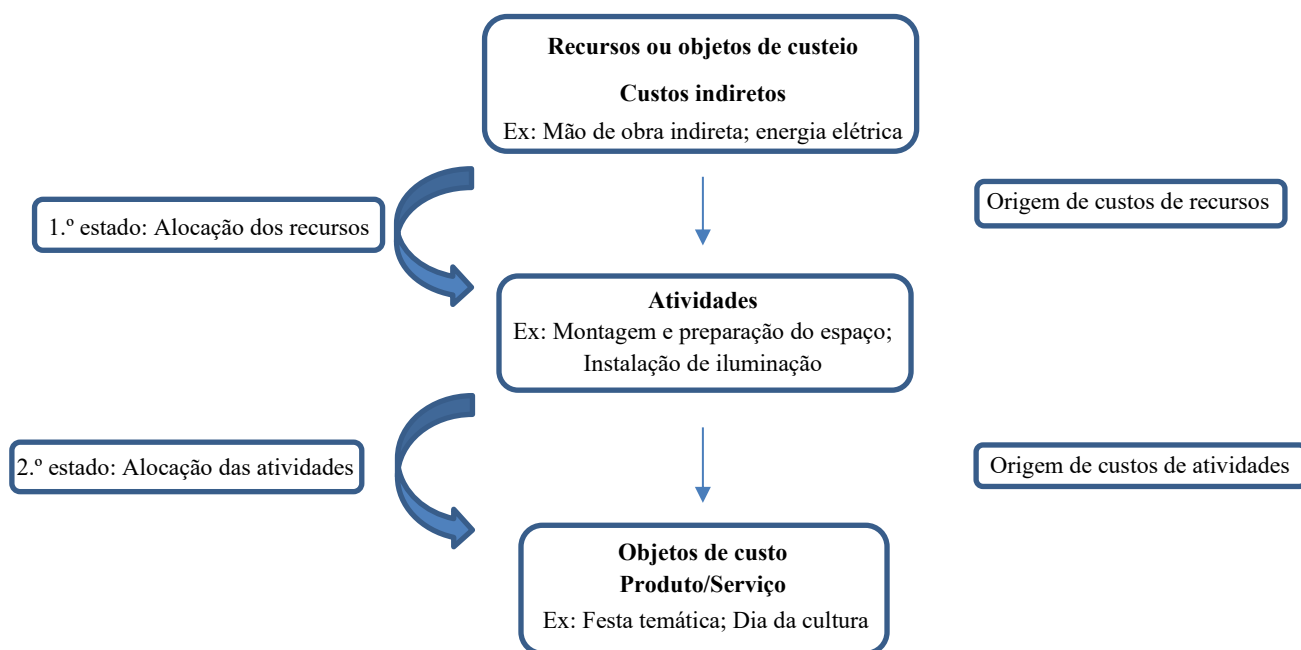 Recursos ou objetos de custeio
Custos indiretos
Ex: Mão de obra indireta; energia elétrica
1.º estado: Alocação dos recursos
Origem de custos de recursos
Atividades
Ex: Montagem e preparação do espaço;
Instalação de iluminação
2.º estado: Alocação das atividades
Origem de custos de atividades
Objetos de custo
Produto/Serviço
Ex: Festa temática; Dia da cultura